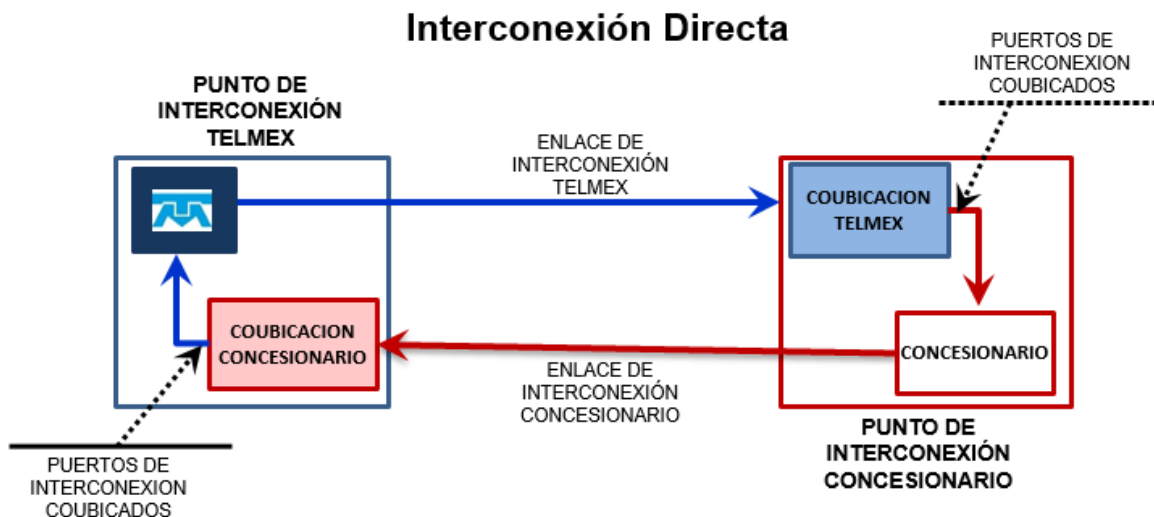 Interconexión Directa
PUERTOS DE
INTERCONEXION
COUBICADOS
PUNTO DE
INTERCONEXIÓN
TELMEX
ENLACE DE
INTERCONEXIÓN
TELMEX
COUBICACION
TELMEX
COUBICACION
CONCESIONARIO
CONCESIONARIO
ENLACE DE
INTERCONEXIÓN
CONCESIONARIO
PUNTO DE
INTERCONEXIÓN
CONCESIONARIO
PUERTOS DE
INTERCONEXION
COUBICADOS